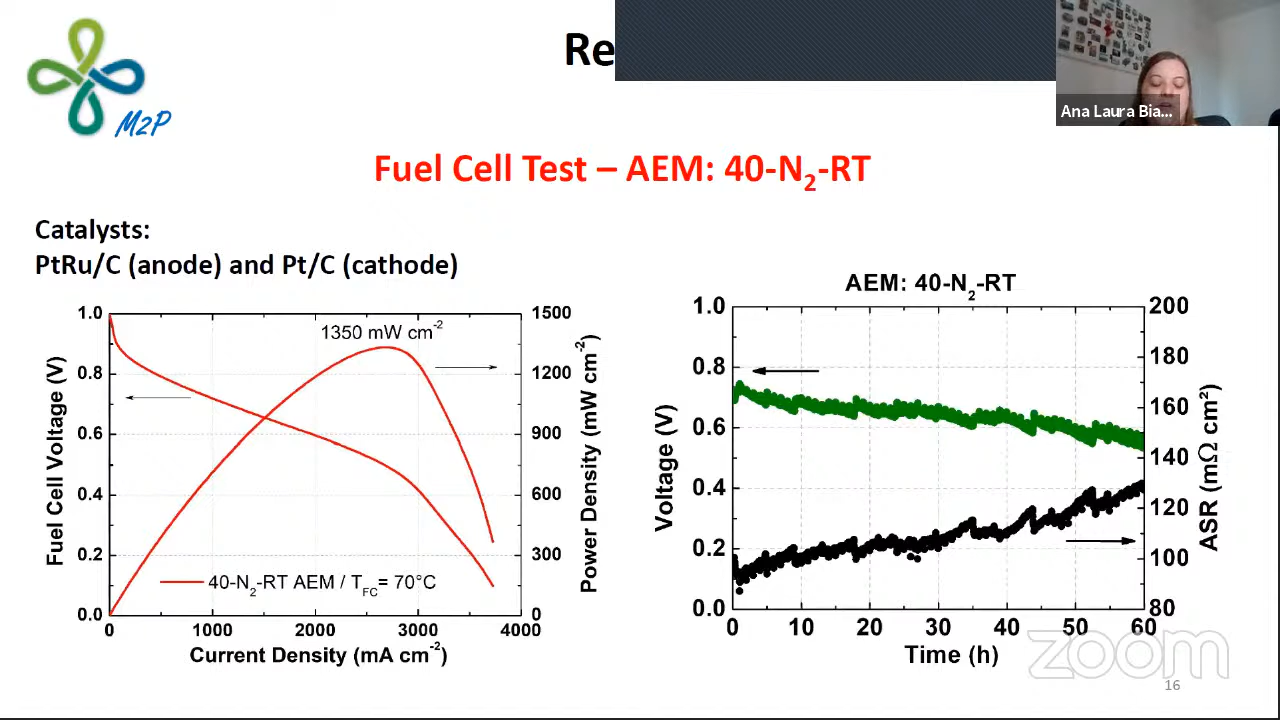 Re
M2P
Ana Laura Bia...
Fuel Cell Test – AEM: 40-N2-RT
Catalysts:
PtRu/C (anode) and Pt/C (cathode)
1.0
0.8
0.6
0.4
0.2
0.0
Fuel Cell Voltage (V)
1350 mW cm-2
40-N2-RT AEM / TFC= 70°C
1500
1200
900
600
300
0
Power Density (mW cm-2)
0 1000 2000 3000 4000
Current Density (mA cm-2)
AEM: 40-N2-RT
1.0
0.8
0.6
0.4
0.2
0.0
Voltage (V)
200
180
160
140
120
100
80
ASR (mΩ cm²)
0 10 20 30 40 50 60
Time (h)
zoom
16